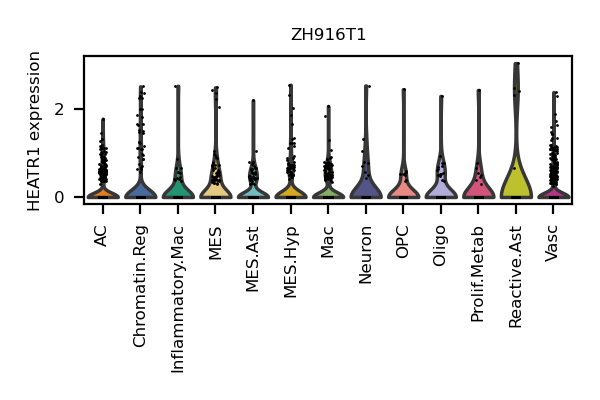 ZH916T1
HEATR1 expression
2
0
AC
Chromatin.Reg
Inflammatory.Mac
MES
MES.Ast
MES.Hyp
Mac
Neuron
OPC
Oligo
Prolif.Metab
Reactive.Ast
Vasc